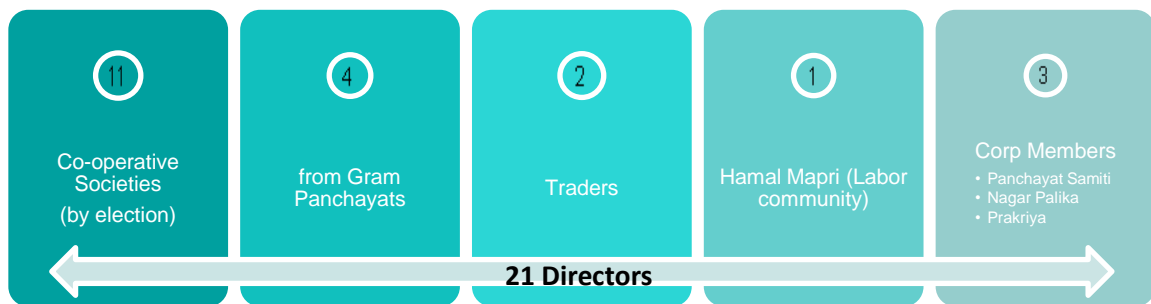 11
Co-operative
Societies
(by election)
4
from Gram
Panchayats
2
Traders
1
Hamal Mapri (Labor
community)
3
Corp Members
• Panchayat Samiti
• Nagar Palika
• Prakriya
21 Directors